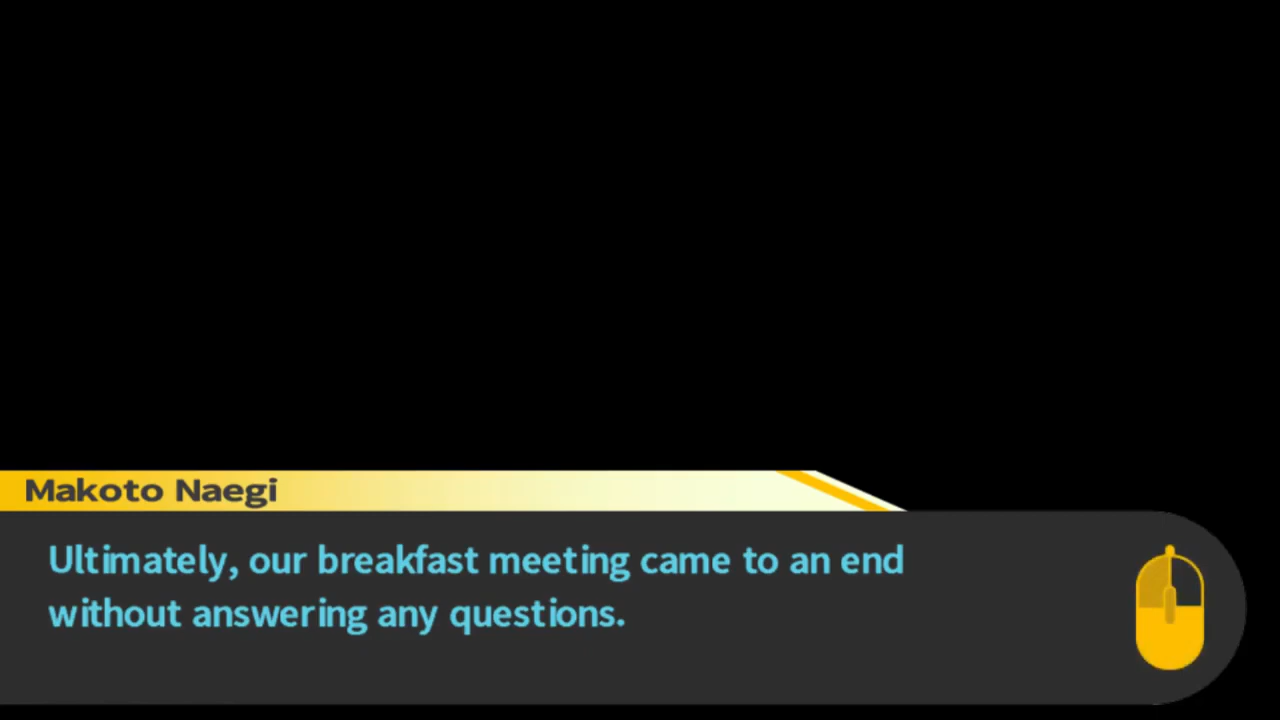 Makoto Naegi
Ultimately, our breakfast meeting came to an end
without answering any questions.